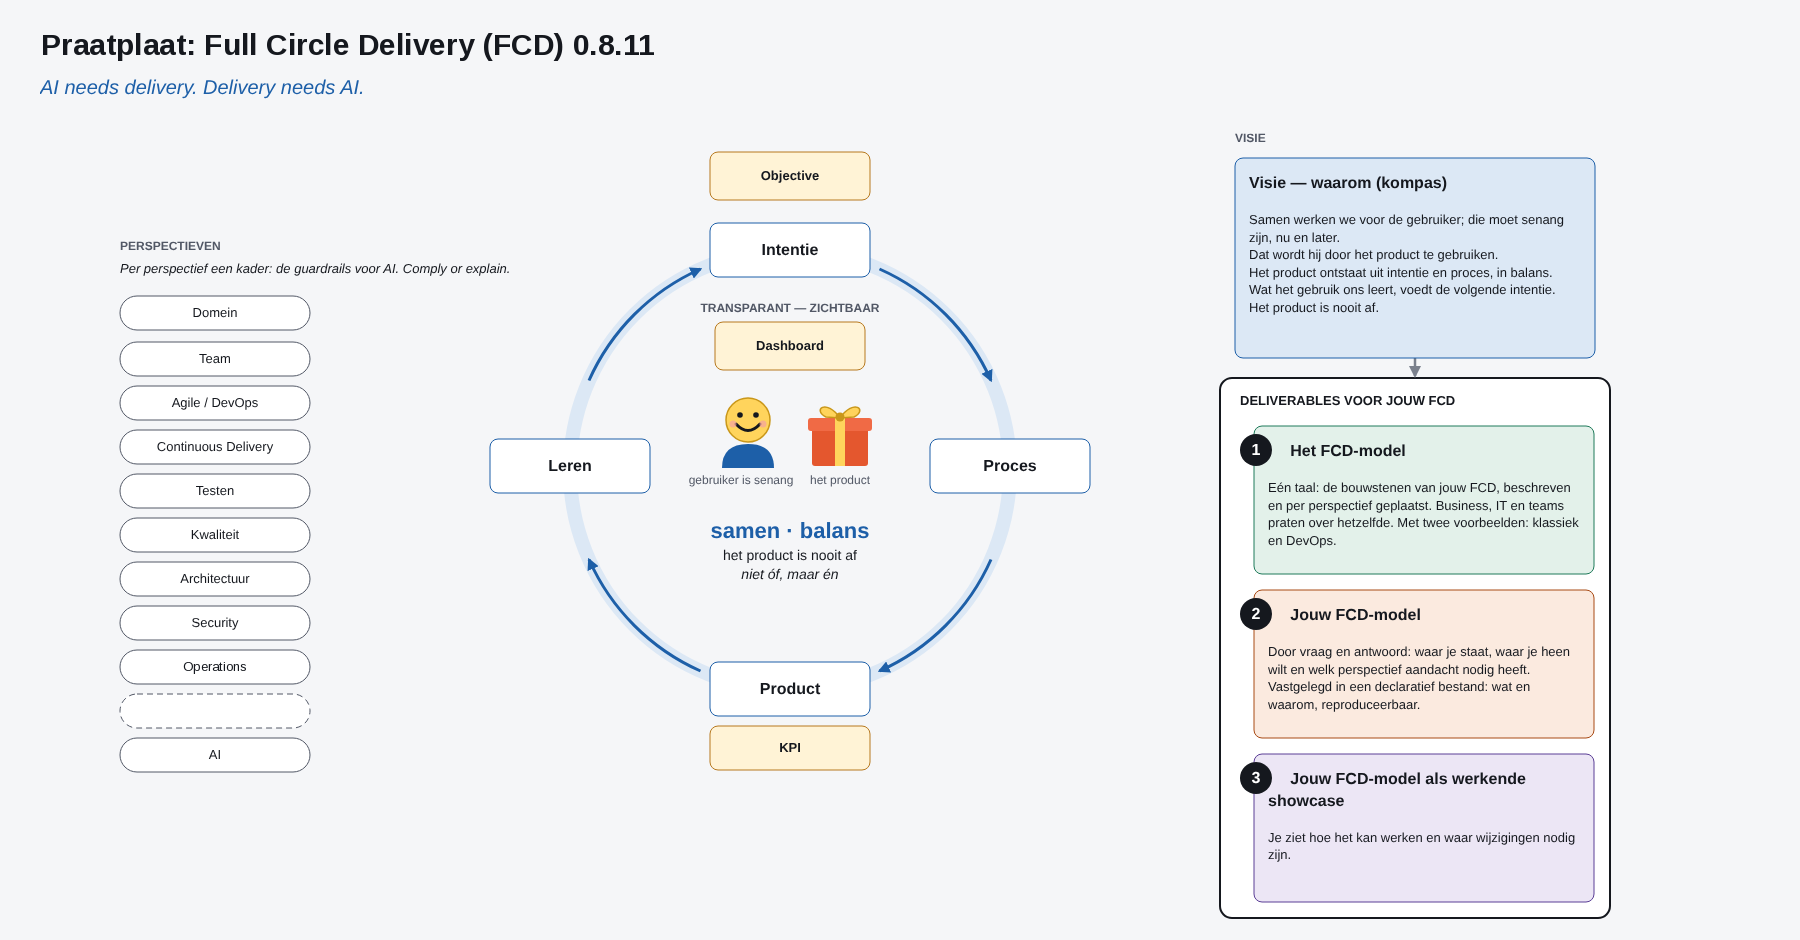 Praatplaat: Full Circle Delivery (FCD) 0.8.11
AI needs delivery. Delivery needs AI.
PERSPECTIEVEN
Per perspectief een kader: de guardrails voor AI. Comply or explain.
Domein
Team
Agile / DevOps
Continuous Delivery
Testen
Kwaliteit
Architectuur
Security
Operations
AI
Objective
Intentie
TRANSPARANT — ZICHTBAAR
Dashboard
Leren
Proces
gebruiker is senang
het product
samen · balans
het product is nooit af
niet óf, maar én
Product
KPI
VISIE
Visie — waarom (kompas)
Samen werken we voor de gebruiker; die moet senang
zijn, nu en later.
Dat wordt hij door het product te gebruiken.
Het product ontstaat uit intentie en proces, in balans.
Wat het gebruik ons leert, voedt de volgende intentie.
Het product is nooit af.
DELIVERABLES VOOR JOUW FCD
1 Het FCD-model
Eén taal: de bouwstenen van jouw FCD, beschreven
en per perspectief geplaatst. Business, IT en teams
praten over hetzelfde. Met twee voorbeelden: klassiek
en DevOps.
2 Jouw FCD-model
Door vraag en antwoord: waar je staat, waar je heen
wilt en welk perspectief aandacht nodig heeft.
Vastgelegd in een declaratief bestand: wat en
waarom, reproduceerbaar.
3 Jouw FCD-model als werkende
showcase
Je ziet hoe het kan werken en waar wijzigingen nodig
zijn.